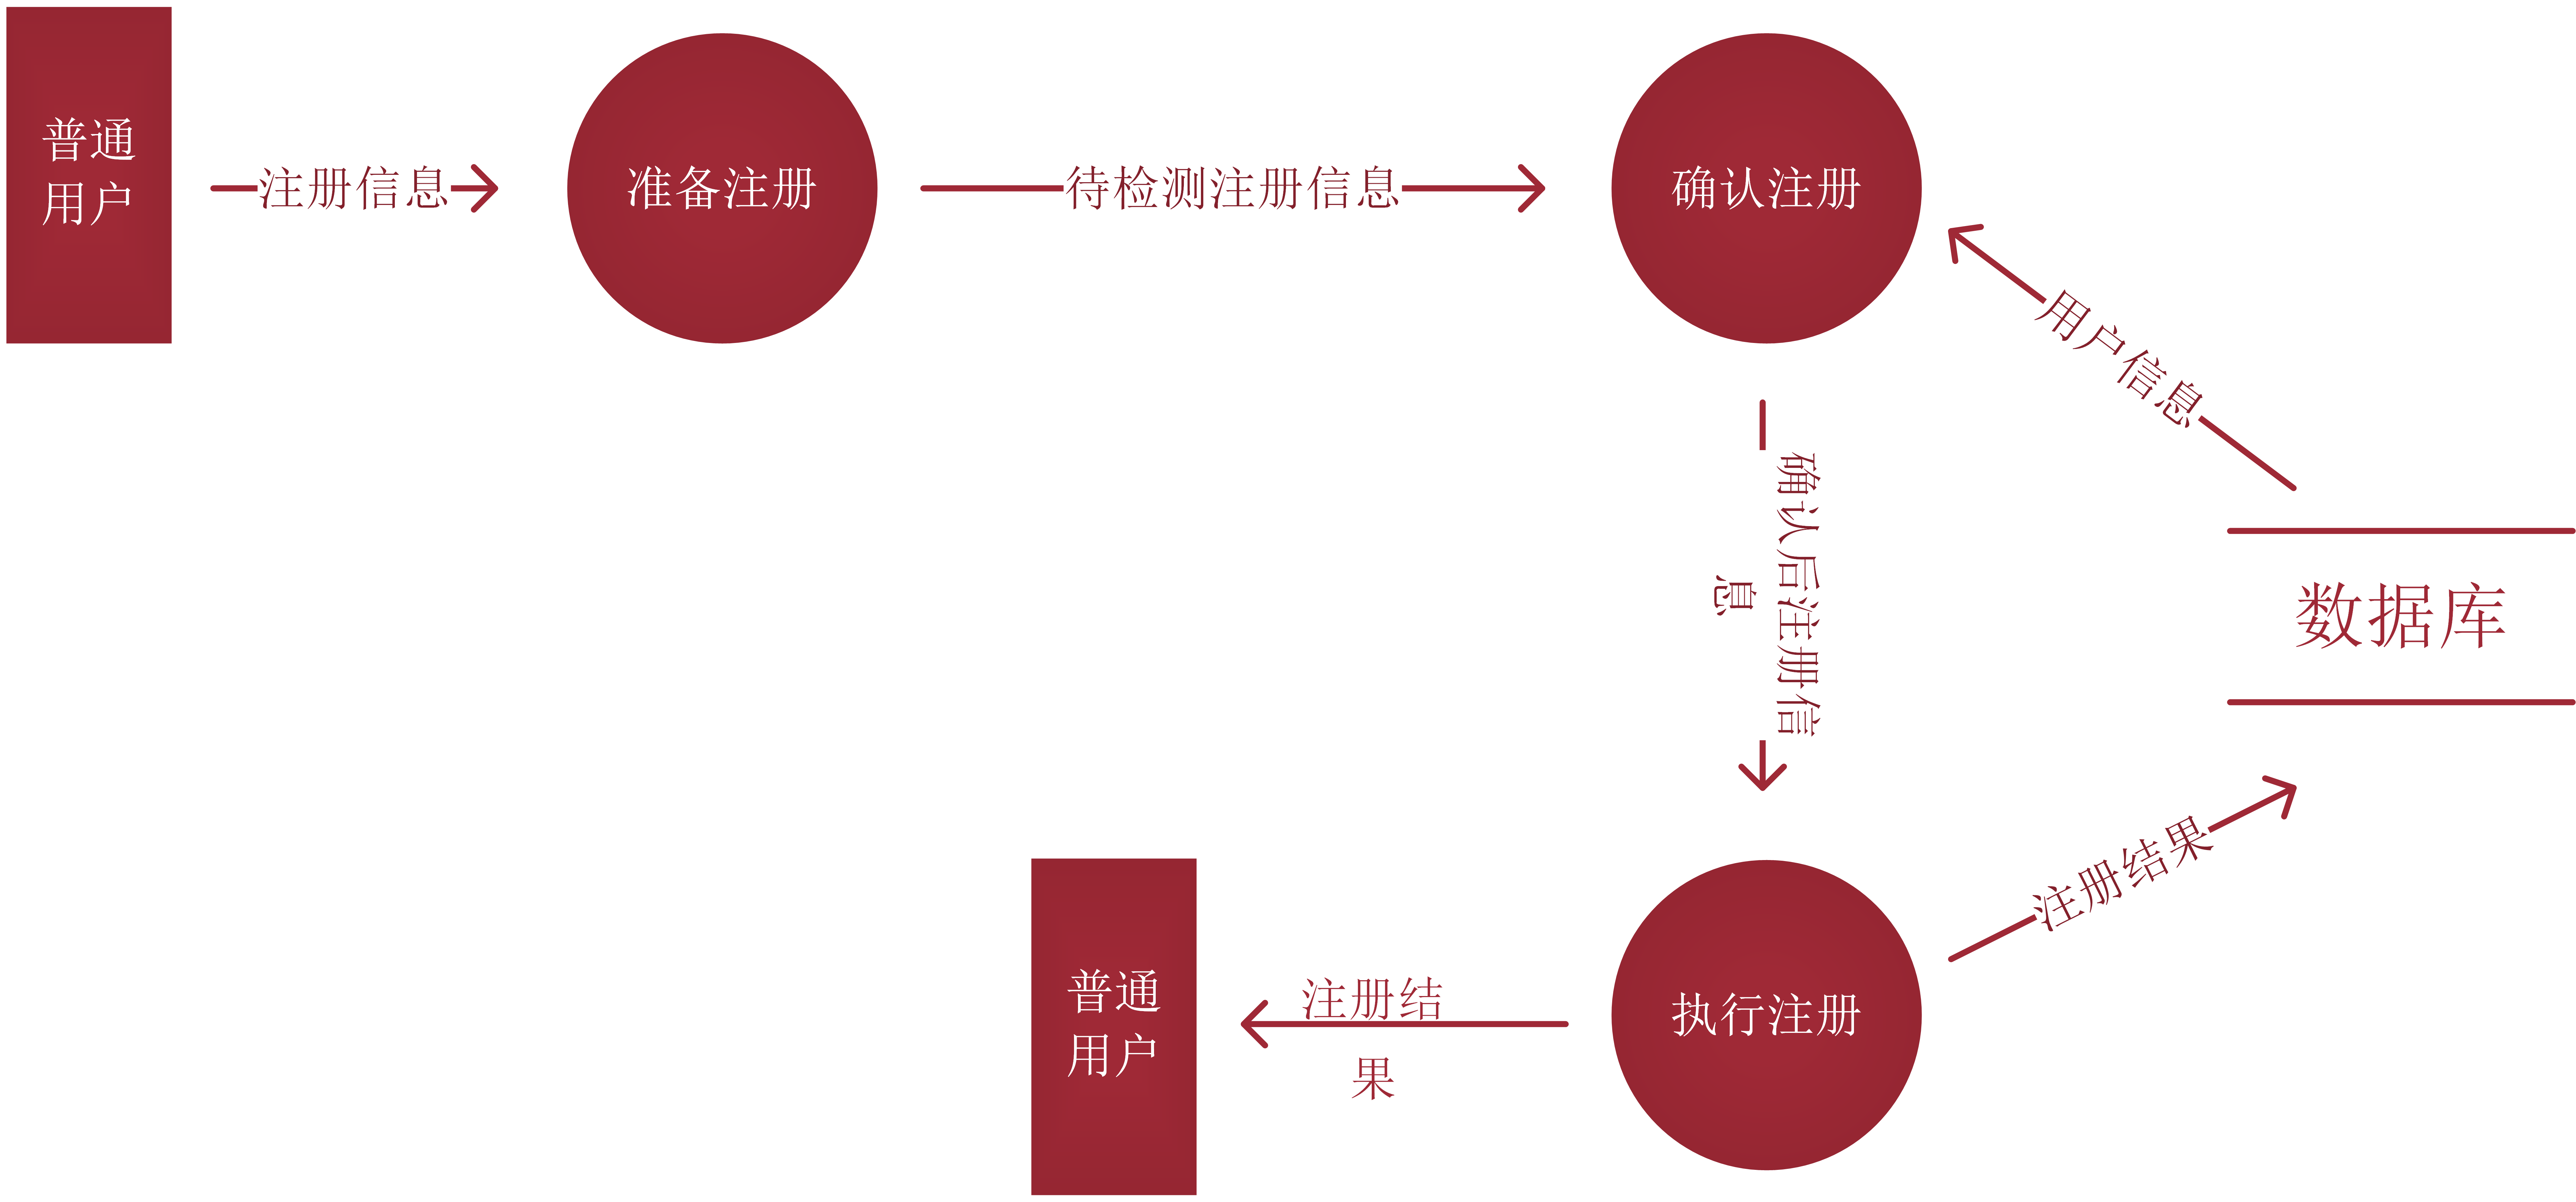 普通
用户
注册信息
准备注册
待检测注册信息
确认注册
用户信息
确认后注册信
息
数据库
注册结果
执行注册
注册结
果
普通
用户